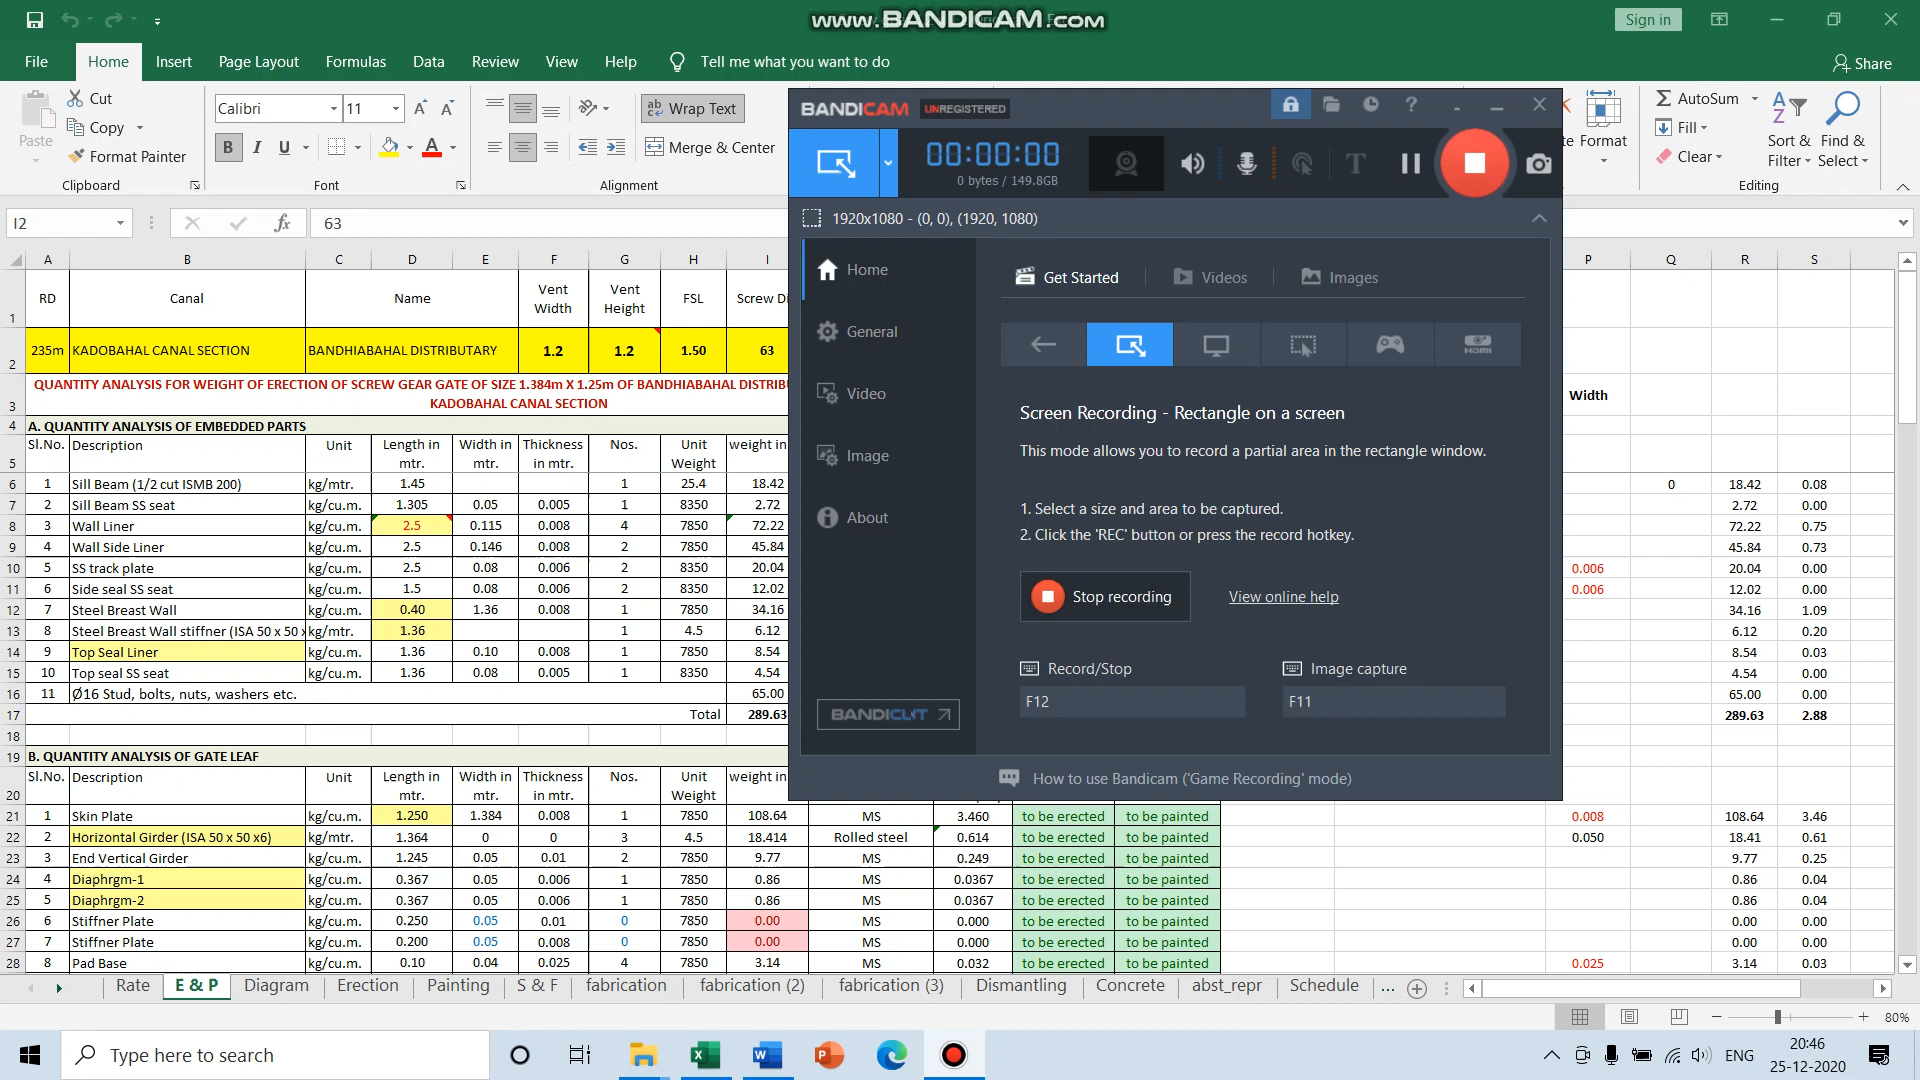 www.BANDICAM.com
Sign in
File Home Insert Page Layout Formulas Data Review View Help Tell me what you want to do Share
Paste Cut Copy Format Painter Clipboard
Calibri 11 B I U A Font
Wrap Text Merge & Center Alignment
Format AutoSum Fill Clear Sort & Filter Find & Select Editing
I2 fx 63
BANDICAM UNREGISTERED
00:00:00
0 bytes / 149.8GB
1920x1080 - (0, 0), (1920, 1080)
Home
General
Video
Image
About
BANDICUT
Get Started Videos Images
HDMI
Screen Recording - Rectangle on a screen
This mode allows you to record a partial area in the rectangle window.
1. Select a size and area to be captured.
2. Click the 'REC' button or press the record hotkey.
Stop recording View online help
Record/Stop Image capture
F12 F11
How to use Bandicam ('Game Recording' mode)
A B C D E F G H I P Q R S
1 RD Canal Name Vent Width Vent Height FSL Screw Di
2 235m KADOBAHAL CANAL SECTION BANDHIABAHAL DISTRIBUTARY 1.2 1.2 1.50 63
3 QUANTITY ANALYSIS FOR WEIGHT OF ERECTION OF SCREW GEAR GATE OF SIZE 1.384m X 1.25m OF BANDHIABAHAL DISTRIB
KADOBAHAL CANAL SECTION Width
4 A. QUANTITY ANALYSIS OF EMBEDDED PARTS
5 Sl.No. Description Unit Length in mtr. Width in mtr. Thickness in mtr. Nos. Unit Weight weight in
6 1 Sill Beam (1/2 cut ISMB 200) kg/mtr. 1.45 1 25.4 18.42 0 18.42 0.08
7 2 Sill Beam SS seat kg/cu.m. 1.305 0.05 0.005 1 8350 2.72 2.72 0.00
8 3 Wall Liner kg/cu.m. 2.5 0.115 0.008 4 7850 72.22 72.22 0.75
9 4 Wall Side Liner kg/cu.m. 2.5 0.146 0.008 2 7850 45.84 45.84 0.73
10 5 SS track plate kg/cu.m. 2.5 0.08 0.006 2 8350 20.04 0.006 20.04 0.00
11 6 Side seal SS seat kg/cu.m. 1.5 0.08 0.006 2 8350 12.02 0.006 12.02 0.00
12 7 Steel Breast Wall kg/cu.m. 0.40 1.36 0.008 1 7850 34.16 34.16 1.09
13 8 Steel Breast Wall stiffner (ISA 50 x 50 x kg/mtr. 1.36 1 4.5 6.12 6.12 0.20
14 9 Top Seal Liner kg/cu.m. 1.36 0.10 0.008 1 7850 8.54 8.54 0.03
15 10 Top seal SS seat kg/cu.m. 1.36 0.08 0.005 1 8350 4.54 4.54 0.00
16 11 Ø16 Stud, bolts, nuts, washers etc. 65.00 65.00 0.00
17 Total 289.63 289.63 2.88
18
19 B. QUANTITY ANALYSIS OF GATE LEAF
20 Sl.No. Description Unit Length in mtr. Width in mtr. Thickness in mtr. Nos. Unit Weight weight in
21 1 Skin Plate kg/cu.m. 1.250 1.384 0.008 1 7850 108.64 MS 3.460 to be erected to be painted 0.008 108.64 3.46
22 2 Horizontal Girder (ISA 50 x 50 x6) kg/mtr. 1.364 0 0 3 4.5 18.414 Rolled steel 0.614 to be erected to be painted 0.050 18.41 0.61
23 3 End Vertical Girder kg/cu.m. 1.245 0.05 0.01 2 7850 9.77 MS 0.249 to be erected to be painted 9.77 0.25
24 4 Diaphrgm-1 kg/cu.m. 0.367 0.05 0.006 1 7850 0.86 MS 0.0367 to be erected to be painted 0.86 0.04
25 5 Diaphrgm-2 kg/cu.m. 0.367 0.05 0.006 1 7850 0.86 MS 0.0367 to be erected to be painted 0.86 0.04
26 6 Stiffner Plate kg/cu.m. 0.250 0.05 0.01 0 7850 0.00 MS 0.000 to be erected to be painted 0.00 0.00
27 7 Stiffner Plate kg/cu.m. 0.200 0.05 0.008 0 7850 0.00 MS 0.000 to be erected to be painted 0.00 0.00
28 8 Pad Base kg/cu.m. 0.10 0.04 0.025 4 7850 3.14 MS 0.032 to be erected to be painted 0.025 3.14 0.03
Rate E & P Diagram Erection Painting S & F fabrication fabrication (2) fabrication (3) Dismantling Concrete abst_repr Schedule ...
80%
Type here to search
ENG
20:46
25-12-2020